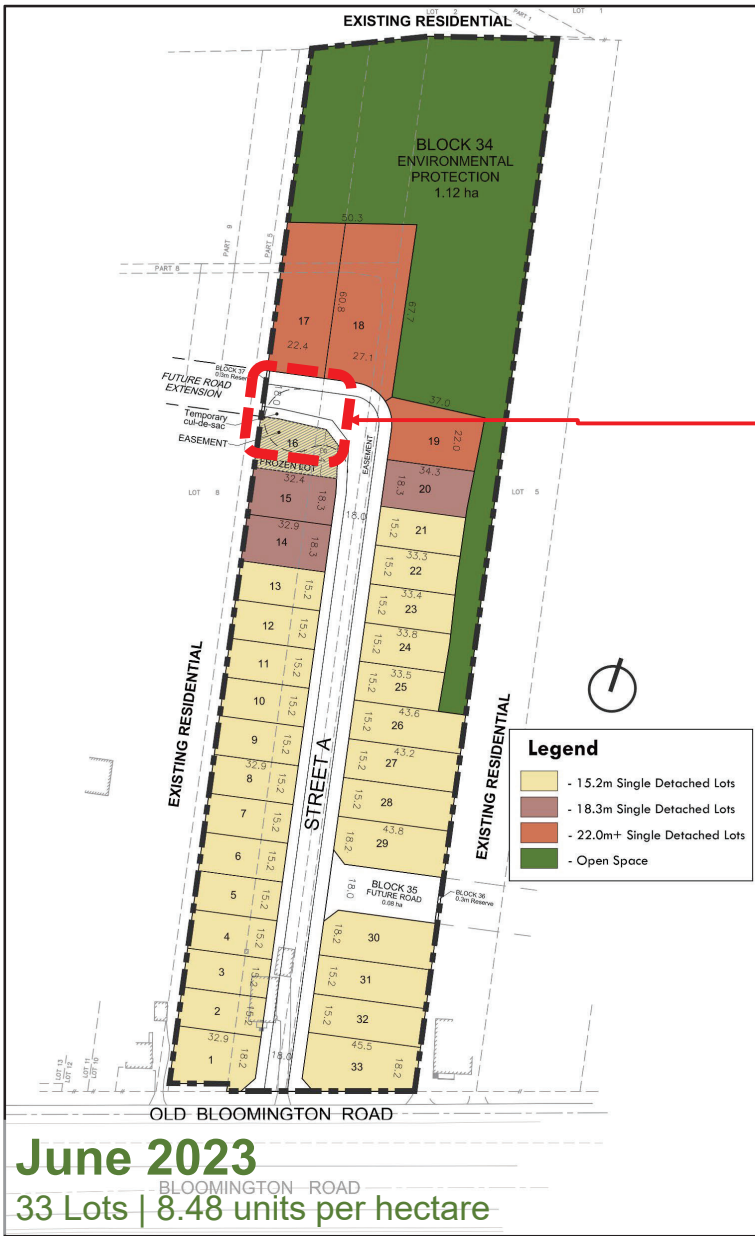 EXISTING RESIDENTIAL
LOT 2
PART 1
LOT 1
BLOCK 34
ENVIRONMENTAL
PROTECTION
1.12 ha
50.3
PART 9
PART 5
PART 8
60.8
67.7
17
18
22.4
27.1
BLOCK 37
0.3m Reserve
FUTURE ROAD
EXTENSION
18.0
Temporary
cul-de-sac
EASEMENT
16
FROZEN LOT
EASEMENT
37.0
19
22.0
34.3
18.3
20
LOT 8
LOT 5
32.4
15
18.3
32.9
14
18.3
18.0
15.2
21
33.3
15.2
22
33.4
15.2
23
33.8
15.2
24
33.5
15.2
25
43.6
15.2
26
43.2
15.2
27
15.2
28
43.8
18.2
29
13
15.2
12
15.2
11
15.2
10
15.2
9
15.2
32.9
8
15.2
7
15.2
6
15.2
5
15.2
4
15.2
3
15.2
2
15.2
32.9
1
18.2
EXISTING RESIDENTIAL
STREET A
EXISTING RESIDENTIAL
18.0
BLOCK 35
FUTURE ROAD
0.08 ha
BLOCK 36
0.3m Reserve
18.2
30
15.2
31
15.2
32
45.5
33
18.2
18.0
LOT 13
LOT 12
LOT 11
LOT 10
Legend
- 15.2m Single Detached Lots
- 18.3m Single Detached Lots
- 22.0m+ Single Detached Lots
- Open Space
OLD BLOOMINGTON ROAD
June 2023
BLOOMINGTON ROAD
33 Lots | 8.48 units per hectare